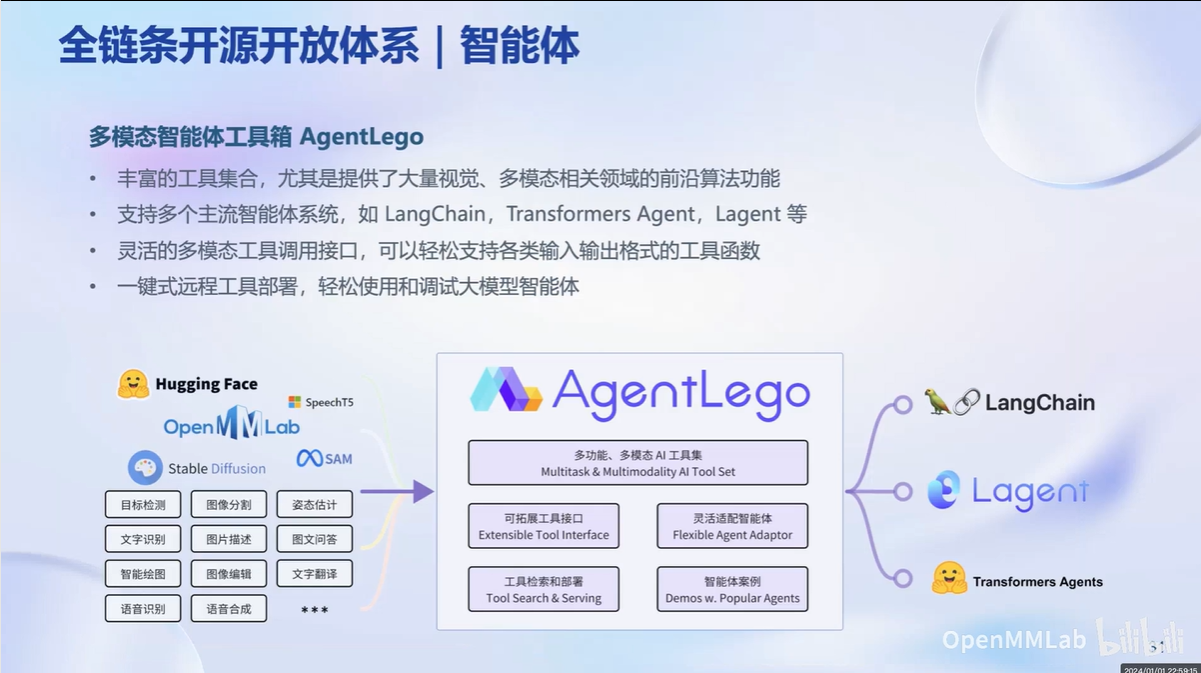 全链条开源开放体系 | 智能体
多模态智能体工具箱 AgentLego
• 丰富的工具集合，尤其是提供了大量视觉、多模态相关领域的前沿算法功能
• 支持多个主流智能体系统，如 LangChain，Transformers Agent，Lagent 等
• 灵活的多模态工具调用接口，可以轻松支持各类输入输出格式的工具函数
• 一键式远程工具部署，轻松使用和调试大模型智能体
Hugging Face
SpeechT5
OpenMMLab
Stable Diffusion
SAM
目标检测 图像分割 姿态估计
文字识别 图片描述 图文问答
智能绘图 图像编辑 文字翻译
语音识别 语音合成 ***
AgentLego
多功能、多模态 AI 工具集
Multitask & Multimodality AI Tool Set
可拓展工具接口
Extensible Tool Interface
灵活适配智能体
Flexible Agent Adaptor
工具检索和部署
Tool Search & Serving
智能体案例
Demos w. Popular Agents
LangChain
Lagent
Transformers Agents
OpenMMLab bilibili
2024/01/01 22:59:15